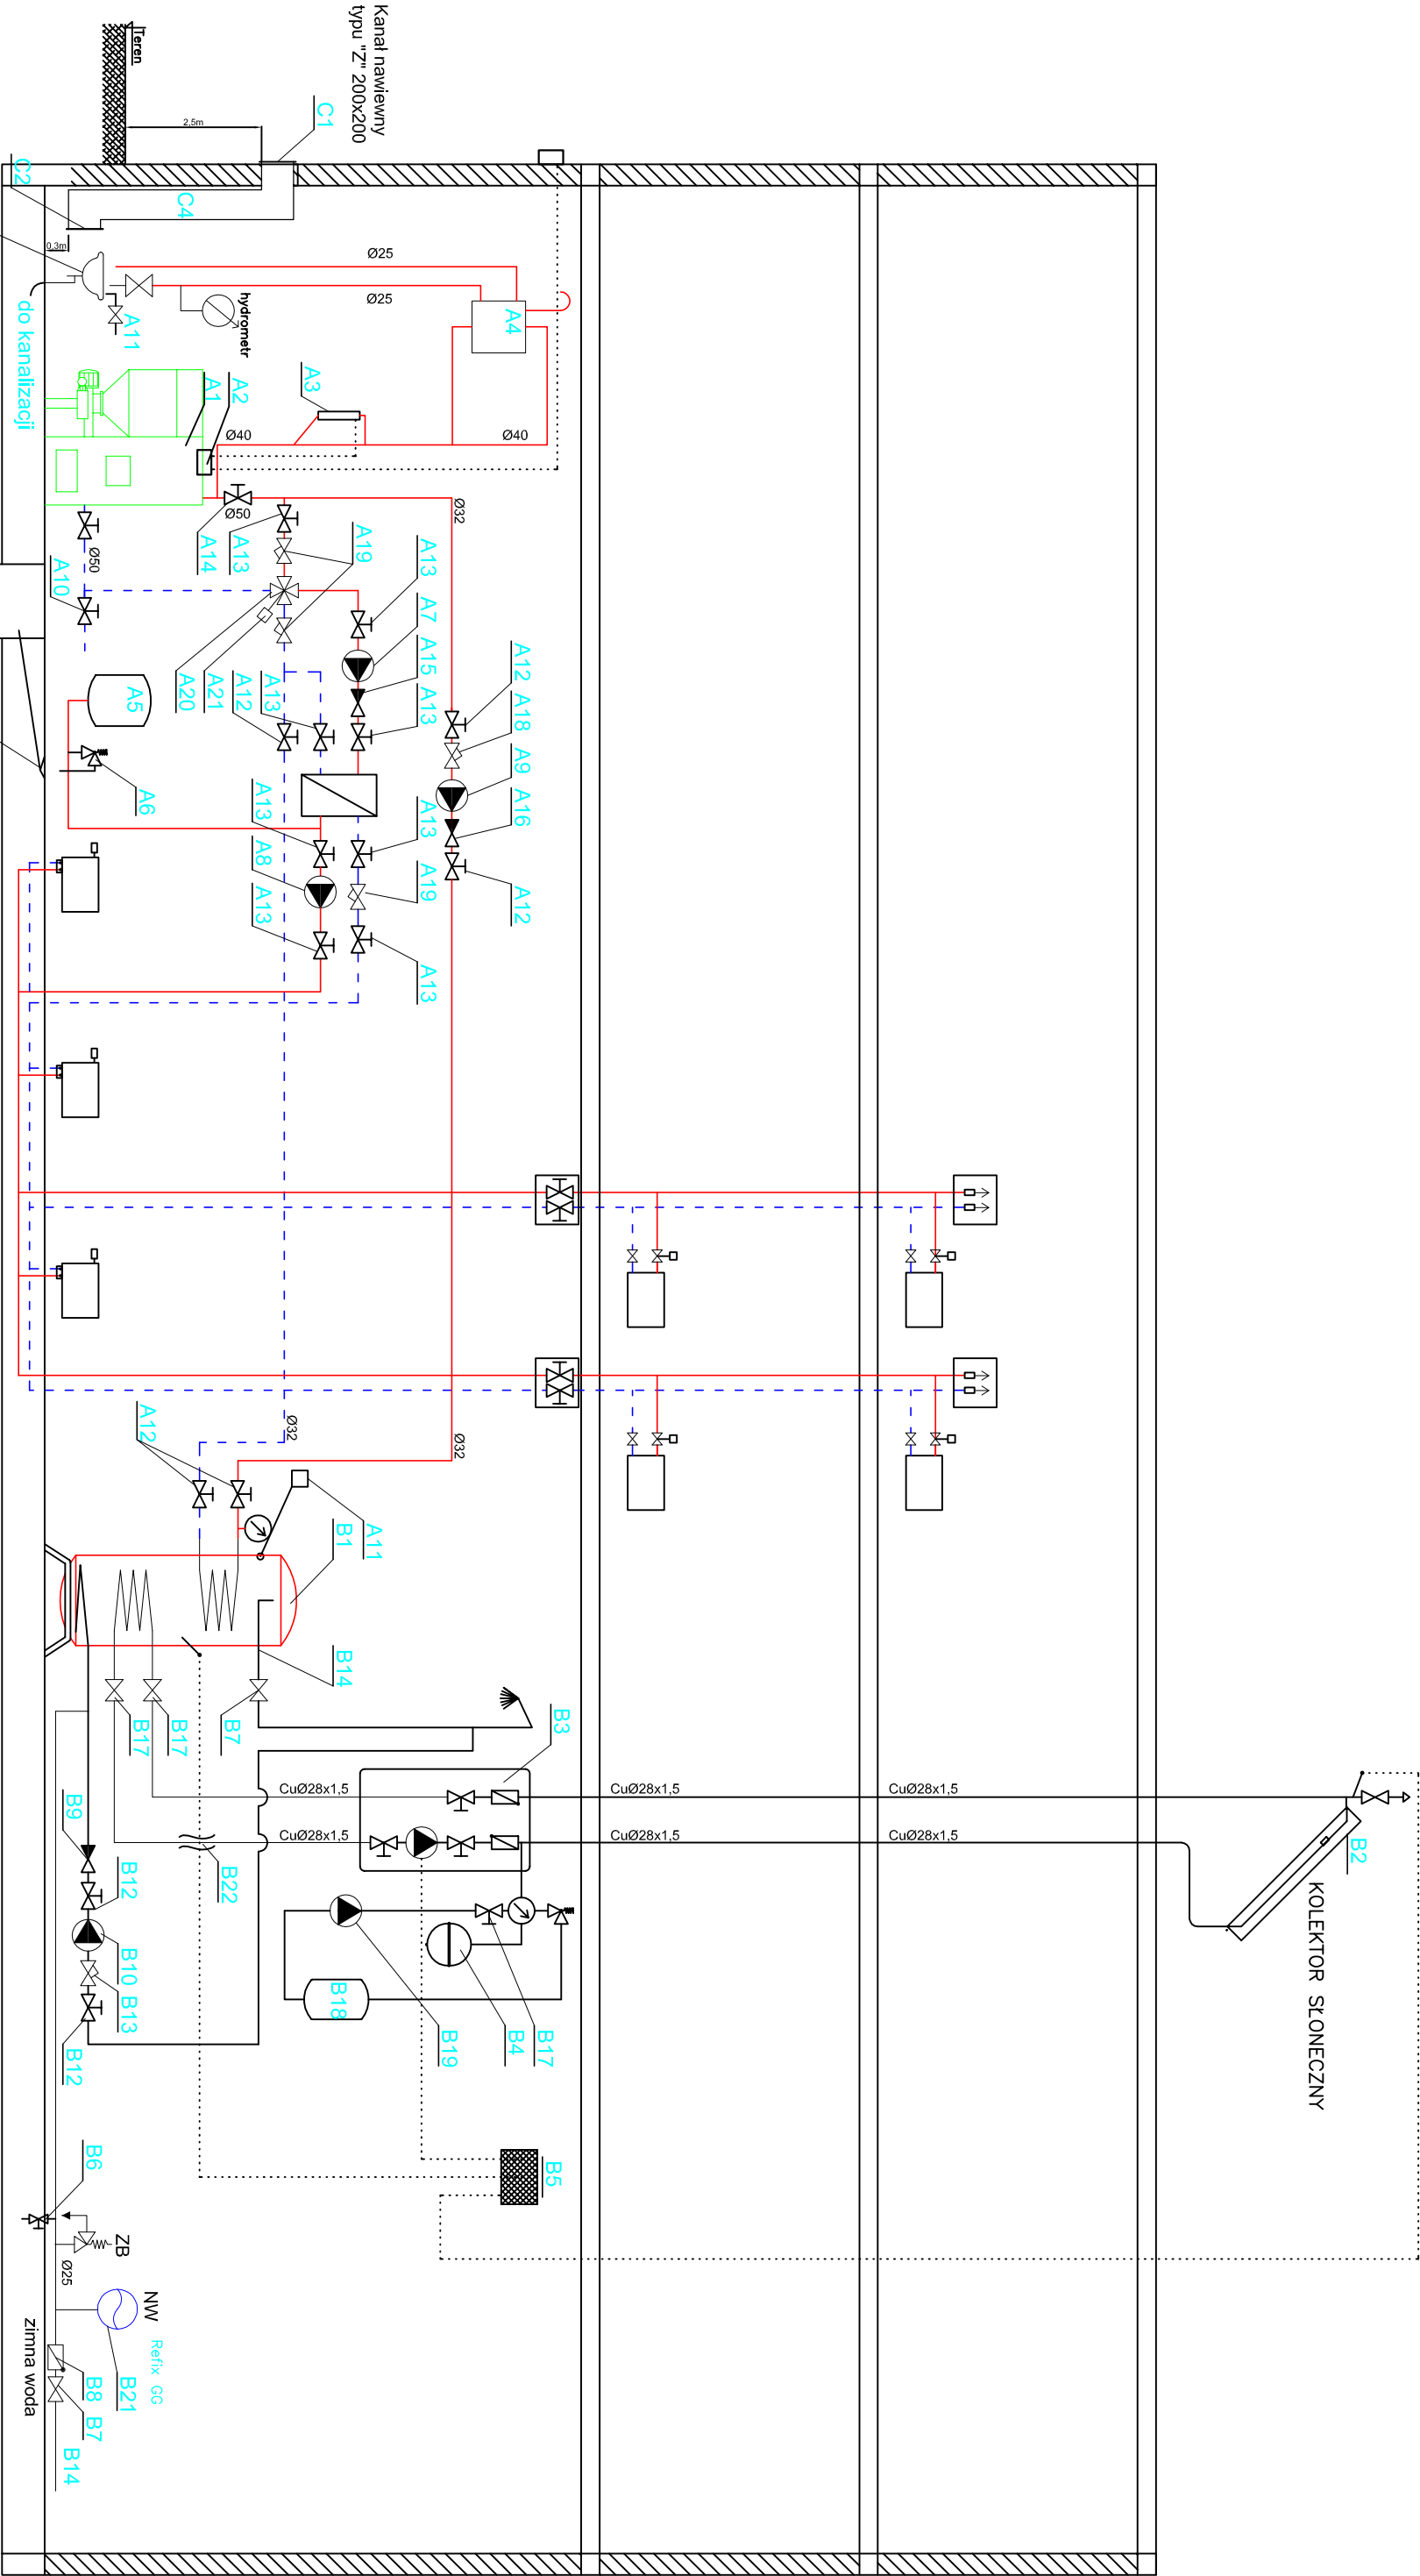 Kanał nawiewny
typu "Z" 200x200
Teren
2,5m
C1
C2
C4
0,3m
do kanalizacji
A11
hydrometr
Ø25
Ø25
A4
A3
A2
A1
Ø40
Ø40
Ø50
Ø50
A14
A13
A10
A19
A13
A7
A15
A13
Ø32
A12
A18
A9
A16
A12
A20
A21
A12
A13
A5
A6
A13
A8
A13
A13
A19
A13
Ø32
Ø32
A12
A11
B1
B14
B7
B17
B17
B3
CuØ28x1,5
CuØ28x1,5
CuØ28x1,5
CuØ28x1,5
CuØ28x1,5
CuØ28x1,5
B2
KOLEKTOR SŁONECZNY
B22
B9
B12
B10
B13
B12
B18
B19
B4
B17
B5
B6
ZB
Ø25
NW
Refix GG
B21
B8
B7
B14
zimna woda